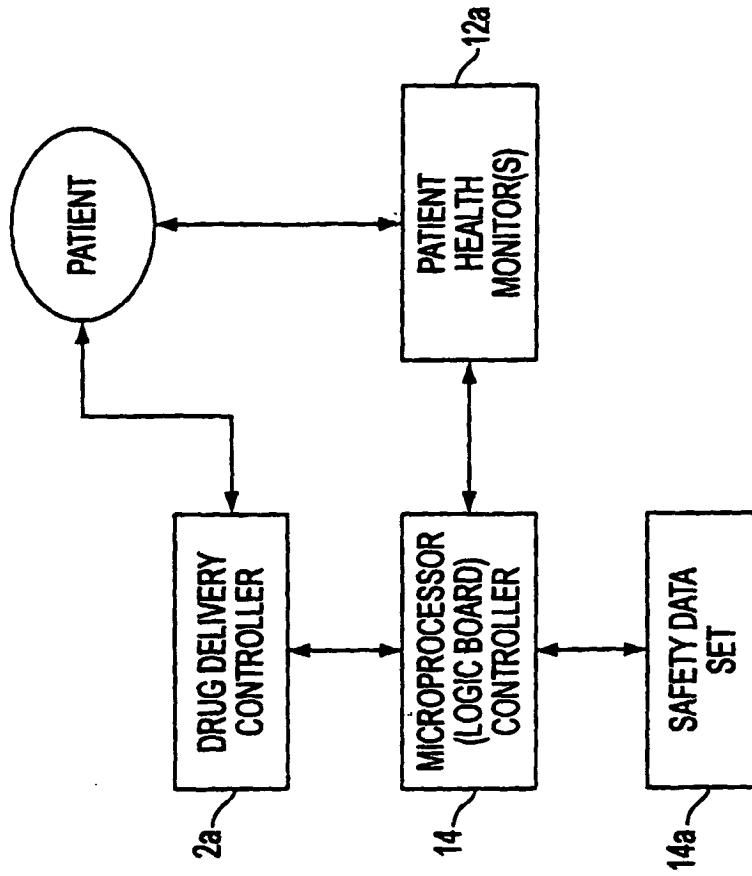 PATIENT
DRUG DELIVERY
CONTROLLER
2a
MICROPROCESSOR
(LOGIC BOARD)
CONTROLLER
14
PATIENT
HEALTH
MONITOR(S)
12a
SAFETY DATA
SET
14a